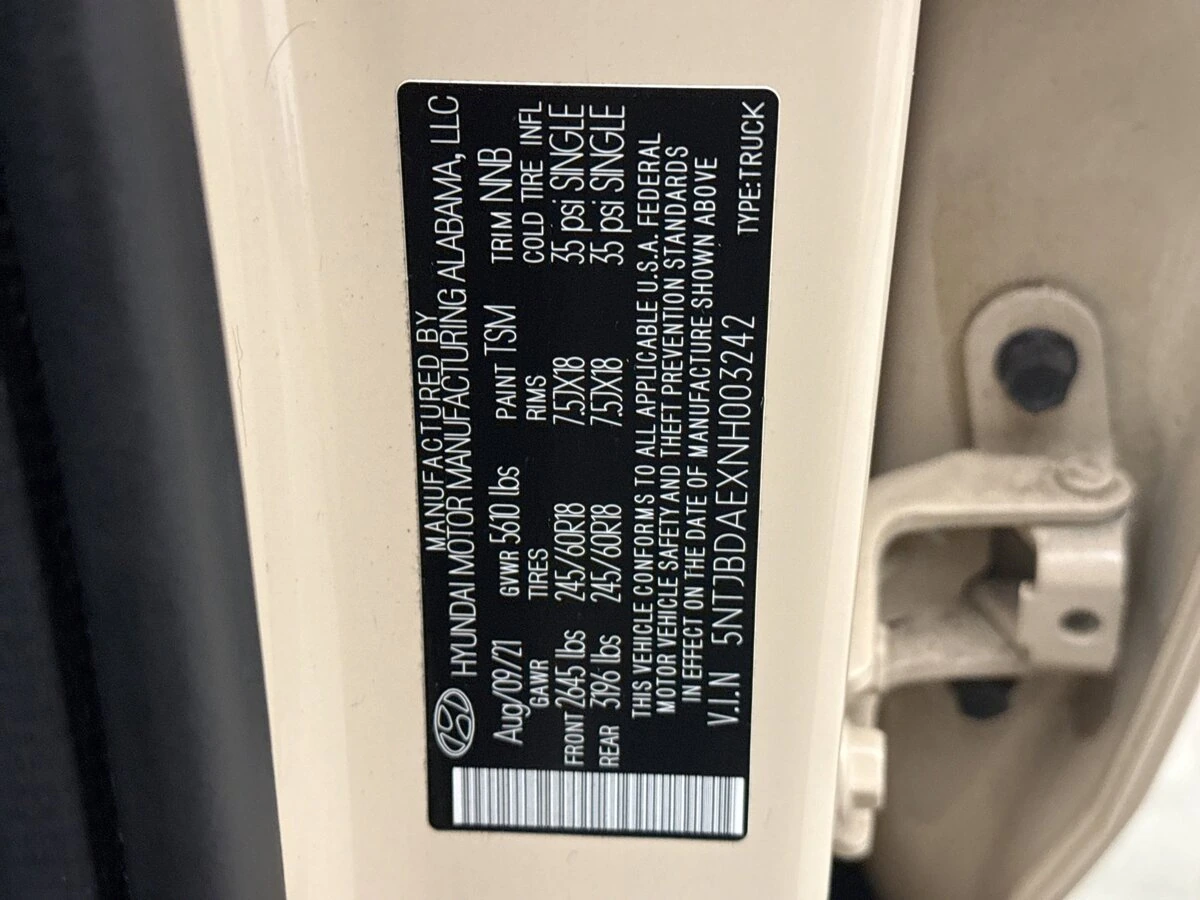 MANUFACTURED BY
HYUNDAI MOTOR MANUFACTURING ALABAMA, LLC
Aug/09/21 GVWR 5610 lbs PAINT TSM TRIM NNB
GAWR TIRES RIMS COLD TIRE INFL
FRONT 2645 lbs 245/60R18 7.5JX18 35 psi SINGLE
REAR 3196 lbs 245/60R18 7.5JX18 35 psi SINGLE
THIS VEHICLE CONFORMS TO ALL APPLICABLE U.S.A. FEDERAL
MOTOR VEHICLE SAFETY AND THEFT PREVENTION STANDARDS
IN EFFECT ON THE DATE OF MANUFACTURE SHOWN ABOVE
V.I.N 5NTJBDAEXNH003242 TYPE:TRUCK